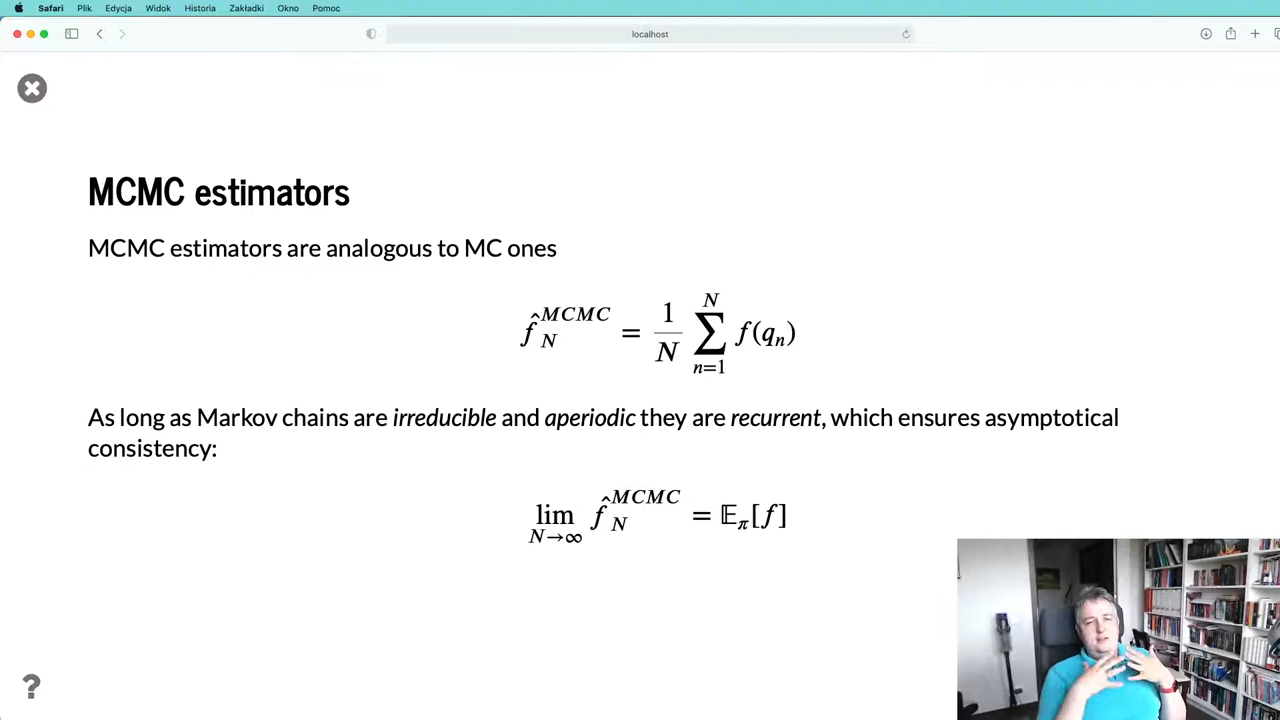 Safari Plik Edycja Widok Historia Zakładki Okno Pomoc
localhost
MCMC estimators
MCMC estimators are analogous to MC ones
f̂_N^{MCMC} = \frac{1}{N} \sum_{n=1}^{N} f(q_n)
As long as Markov chains are irreducible and aperiodic they are recurrent, which ensures asymptotical
consistency:
\lim_{N→∞} f̂_N^{MCMC} = 𝔼_π[f]
?